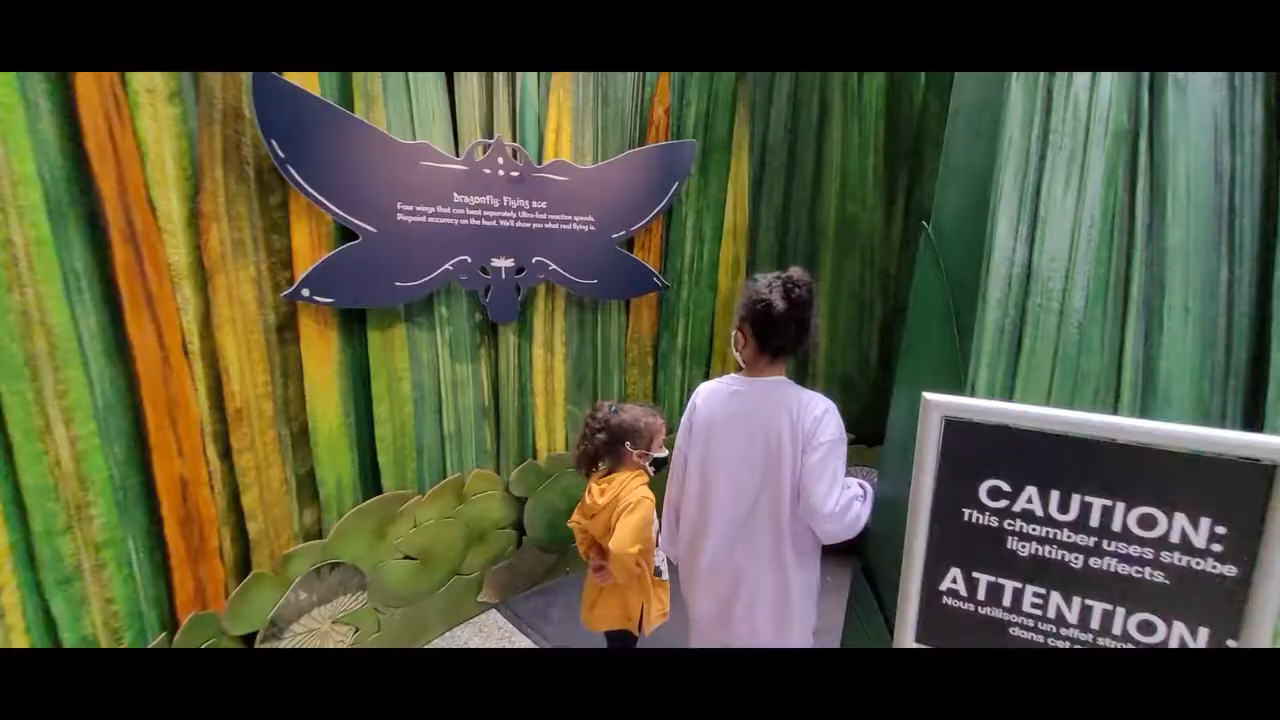 Dragonfly: Flying ace
Four wings that can beat separately. Ultra-fast reaction speeds.
Pinpoint accuracy on the hunt. We'll show you what real flying is.
CAUTION:
This chamber uses strobe
lighting effects.
ATTENTION :
Nous utilisons un effet
dans cet